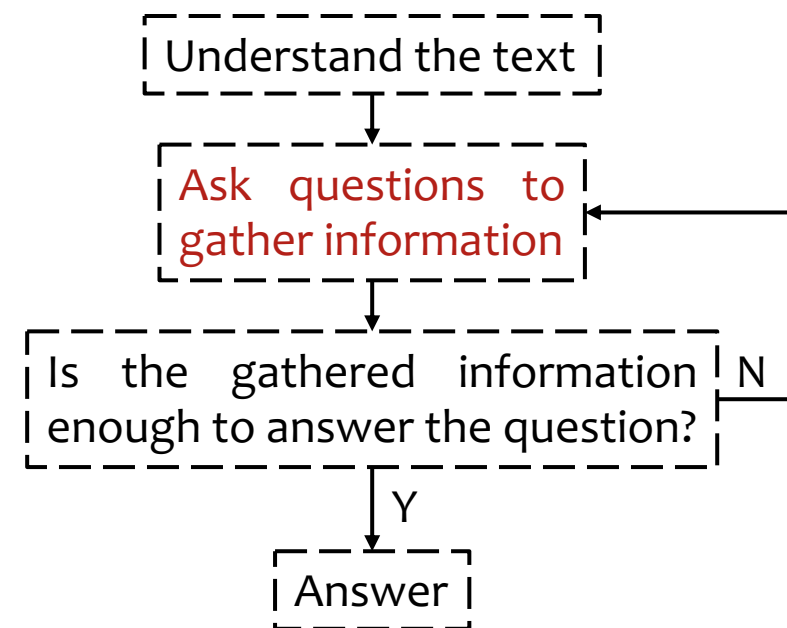 Understand the text
Ask questions to
gather information
Is the gathered information
enough to answer the question?
N
Y
Answer